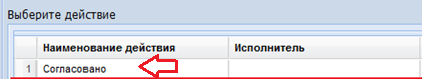 Выберите действие
Наименование действия Исполнитель
1 Согласовано